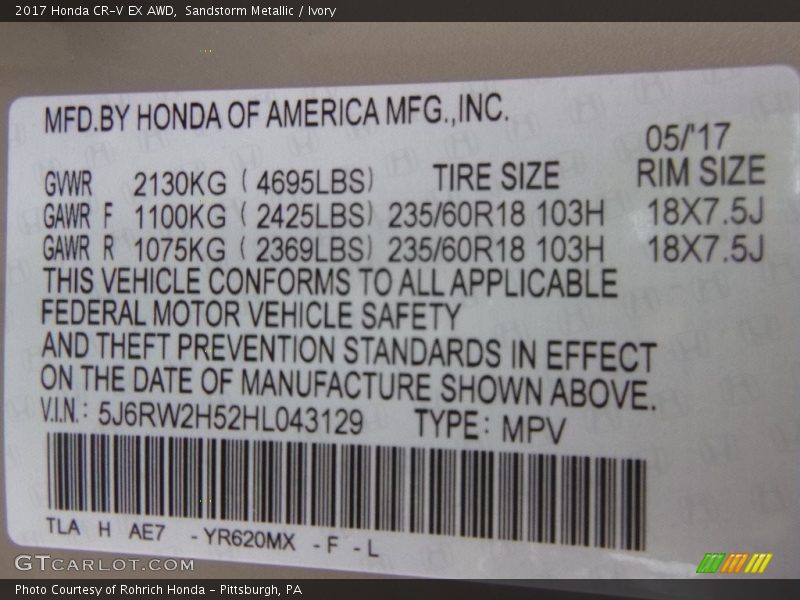 2017 Honda CR-V EX AWD,  Sandstorm Metallic / Ivory
MFD.BY HONDA OF AMERICA MFG.,INC.
05/'17
GVWR 2130KG ( 4695LBS) TIRE SIZE RIM SIZE
GAWR F 1100KG ( 2425LBS) 235/60R18 103H 18X7.5J
GAWR R 1075KG ( 2369LBS) 235/60R18 103H 18X7.5J
THIS VEHICLE CONFORMS TO ALL APPLICABLE
FEDERAL MOTOR VEHICLE SAFETY
AND THEFT PREVENTION STANDARDS IN EFFECT
ON THE DATE OF MANUFACTURE SHOWN ABOVE.
V.I.N.: 5J6RW2H52HL043129 TYPE: MPV
TLA H AE7 - YR620MX - F - L
GTCARLOT.COM
Photo Courtesy of Rohrich Honda - Pittsburgh, PA